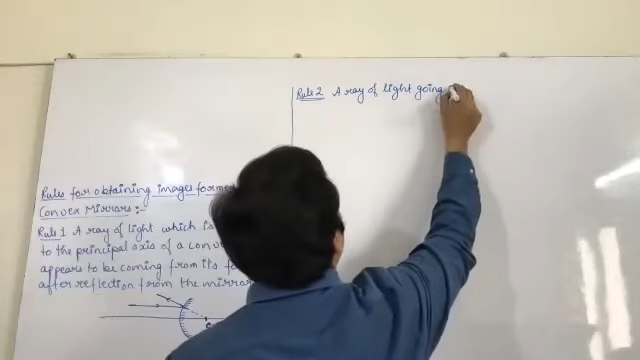 Rules for obtaining images formed
Convex Mirrors:-
Rule 1 A ray of light which is
to the principal axis of a conv
appears to be coming from its fo
after reflection from the mirror
Rule 2 A ray of light going